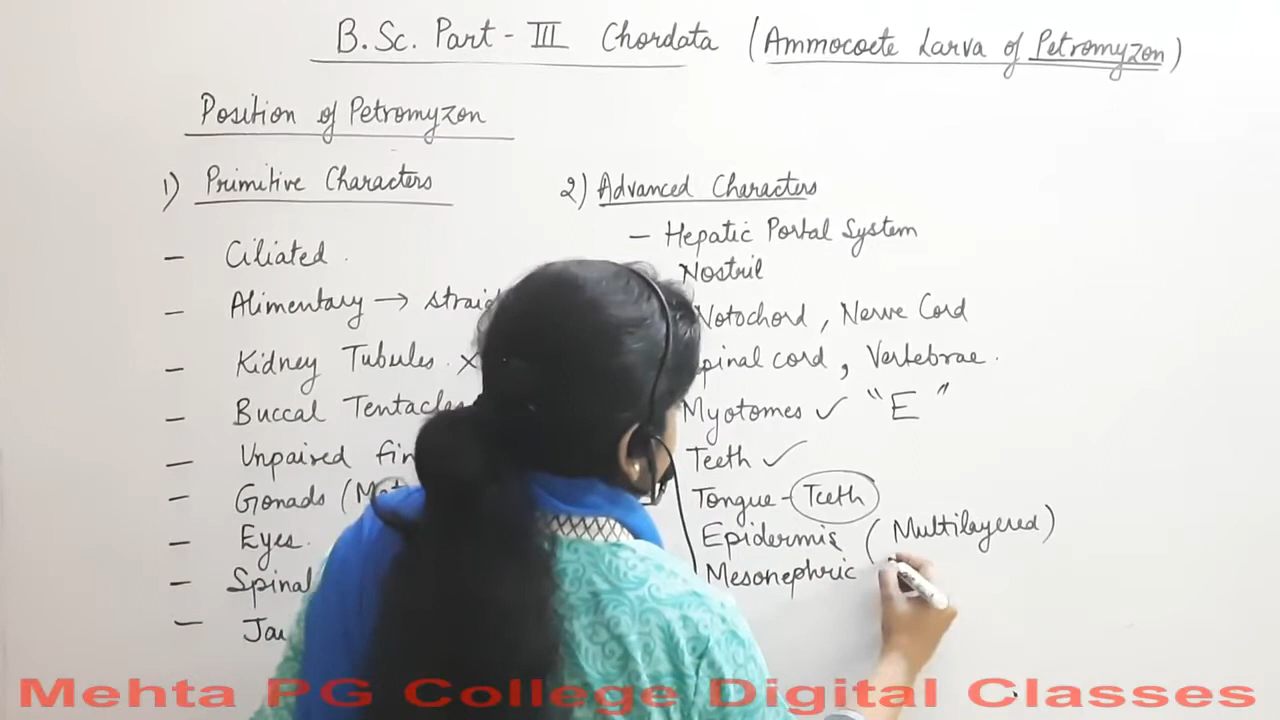 B.Sc. Part - III Chordata (Ammocoete Larva of Petromyzon)
Position of Petromyzon
1) Primitive Characters
- Ciliated.
- Alimentary →
- Kidney Tubules. ×
- Buccal Tentacles
- Unpaired fin
- Gonads (
- Eyes.
- Spinal
-
2) Advanced Characters
- Hepatic Portal System
Nostril
Notochord, Nerve Cord
Spinal cord, Vertebrae.
Myotomes ✓ "E"
Teeth ✓
Tongue - Teeth
Epidermis (Multilayered)
Mesonephric
Mehta PG College Digital Classes